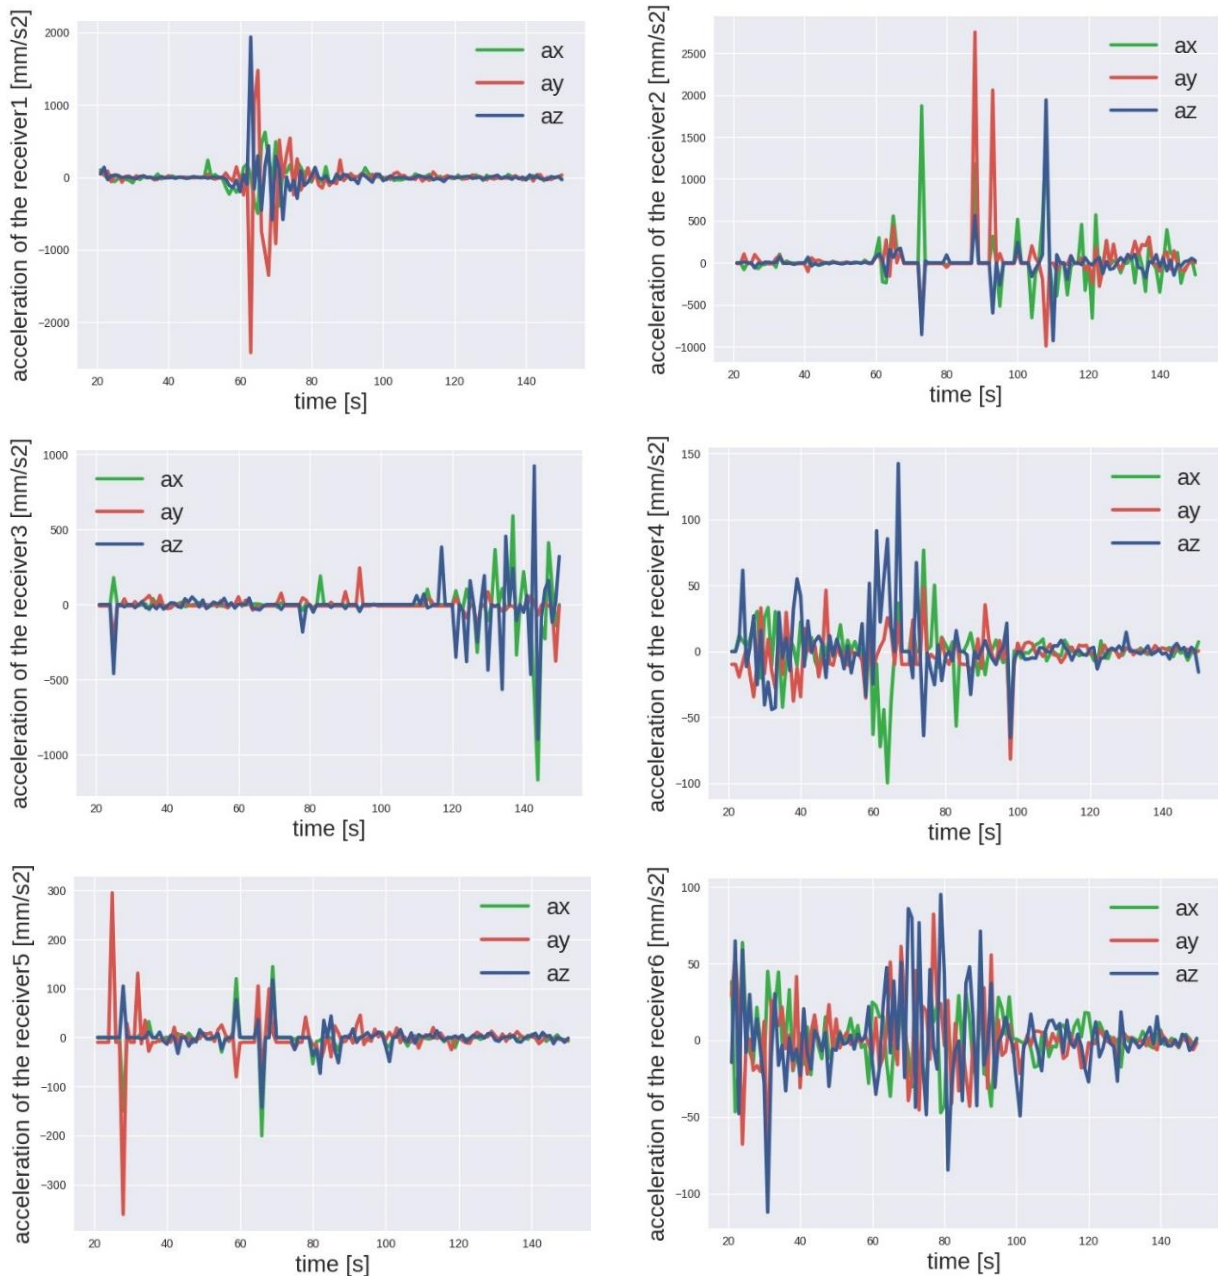 acceleration of the receiver1 [mm/s2]
2000
1000
0
−1000
−2000
20 40 60 80 100 120 140
time [s]
ax
ay
az
acceleration of the receiver2 [mm/s2]
2500
2000
1500
1000
500
0
−500
−1000
20 40 60 80 100 120 140
time [s]
ax
ay
az
acceleration of the receiver3 [mm/s2]
1000
500
0
−500
−1000
20 40 60 80 100 120 140
time [s]
ax
ay
az
acceleration of the receiver4 [mm/s2]
150
100
50
0
−50
−100
20 40 60 80 100 120 140
time [s]
ax
ay
az
acceleration of the receiver5 [mm/s2]
300
200
100
0
−100
−200
−300
20 40 60 80 100 120 140
time [s]
ax
ay
az
acceleration of the receiver6 [mm/s2]
100
50
0
−50
−100
20 40 60 80 100 120 140
time [s]
ax
ay
az